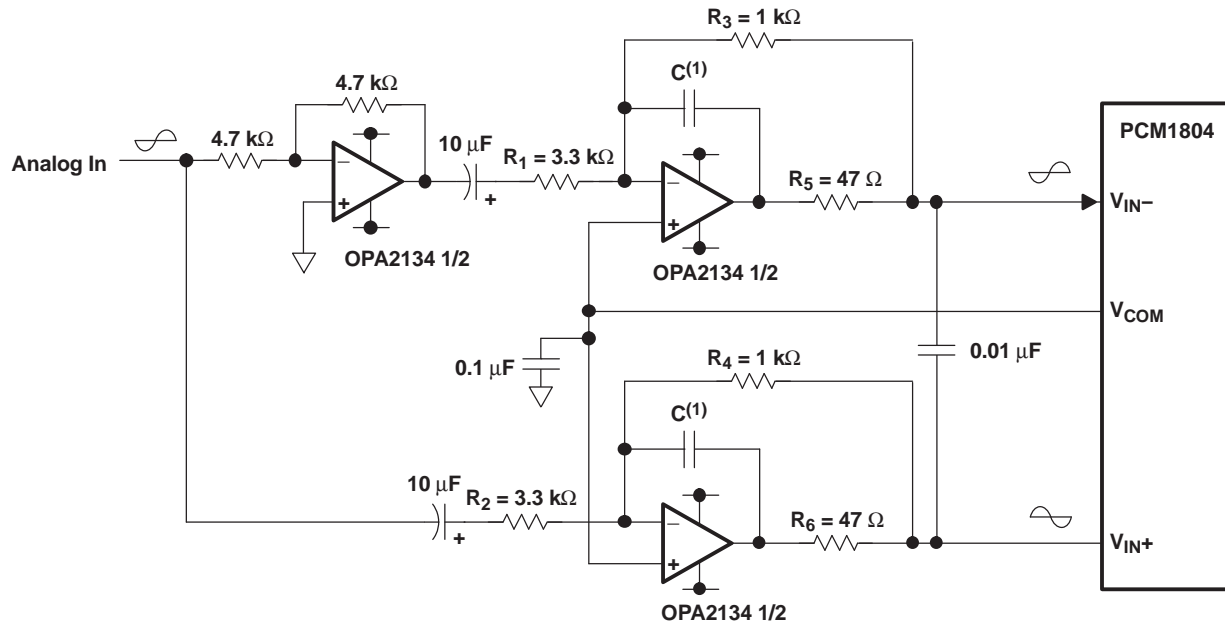 R3 = 1 kΩ
C(1)
4.7 kΩ
PCM1804
4.7 kΩ
10 μF
R1 = 3.3 kΩ
Analog In
−
+
+
−
+
R5 = 47 Ω
VIN−
OPA2134 1/2
OPA2134 1/2
VCOM
0.1 μF
R4 = 1 kΩ
0.01 μF
C(1)
10 μF
R2 = 3.3 kΩ
+
−
+
R6 = 47 Ω
VIN+
OPA2134 1/2